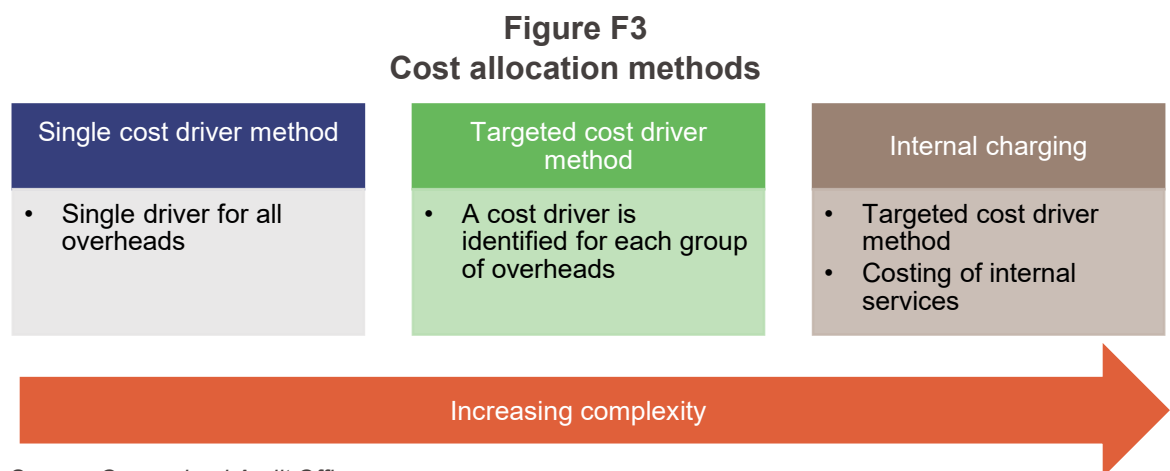 Figure F3
Cost allocation methods
Single cost driver method
• Single driver for all
overheads
Targeted cost driver
method
• A cost driver is
identified for each group
of overheads
Internal charging
• Targeted cost driver
method
• Costing of internal
services
Increasing complexity